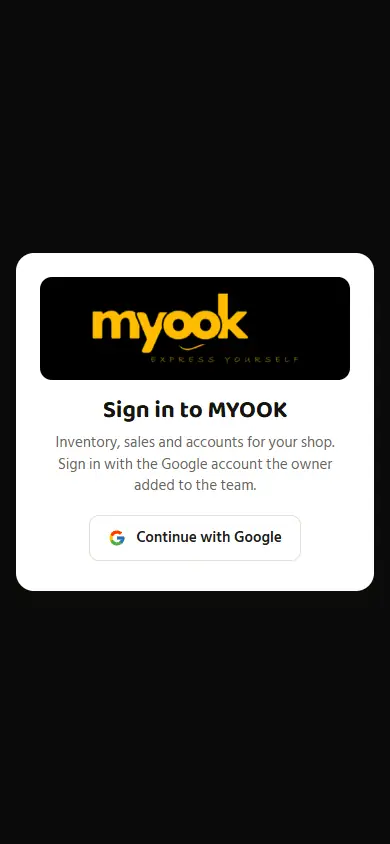 myook
EXPRESS YOURSELF
Sign in to MYOOK
Inventory, sales and accounts for your shop.
Sign in with the Google account the owner
added to the team.
Continue with Google